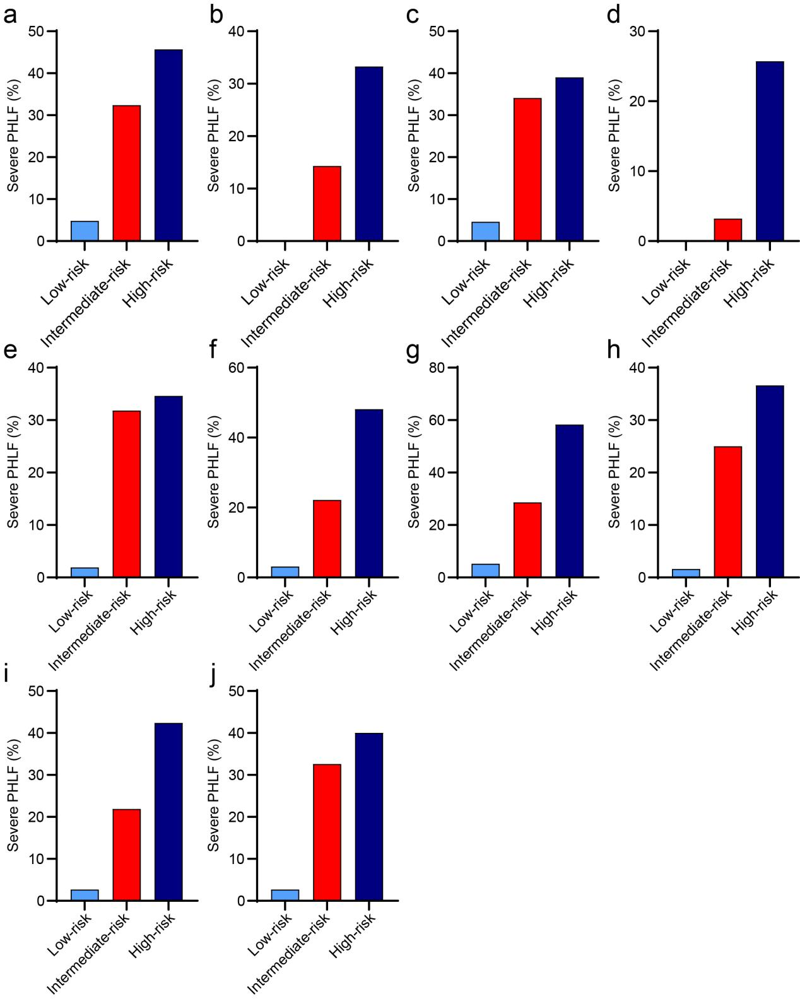 a
Severe PHLF (%)
50
40
30
20
10
0
Low-risk
Intermediate-risk
High-risk
b
Severe PHLF (%)
40
30
20
10
0
Low-risk
Intermediate-risk
High-risk
c
Severe PHLF (%)
50
40
30
20
10
0
Low-risk
Intermediate-risk
High-risk
d
Severe PHLF (%)
30
20
10
0
Low-risk
Intermediate-risk
High-risk
e
Severe PHLF (%)
40
30
20
10
0
Low-risk
Intermediate-risk
High-risk
f
Severe PHLF (%)
60
40
20
0
Low-risk
Intermediate-risk
High-risk
g
Severe PHLF (%)
80
60
40
20
0
Low-risk
Intermediate-risk
High-risk
h
Severe PHLF (%)
40
30
20
10
0
Low-risk
Intermediate-risk
High-risk
i
Severe PHLF (%)
50
40
30
20
10
0
Low-risk
Intermediate-risk
High-risk
j
Severe PHLF (%)
50
40
30
20
10
0
Low-risk
Intermediate-risk
High-risk